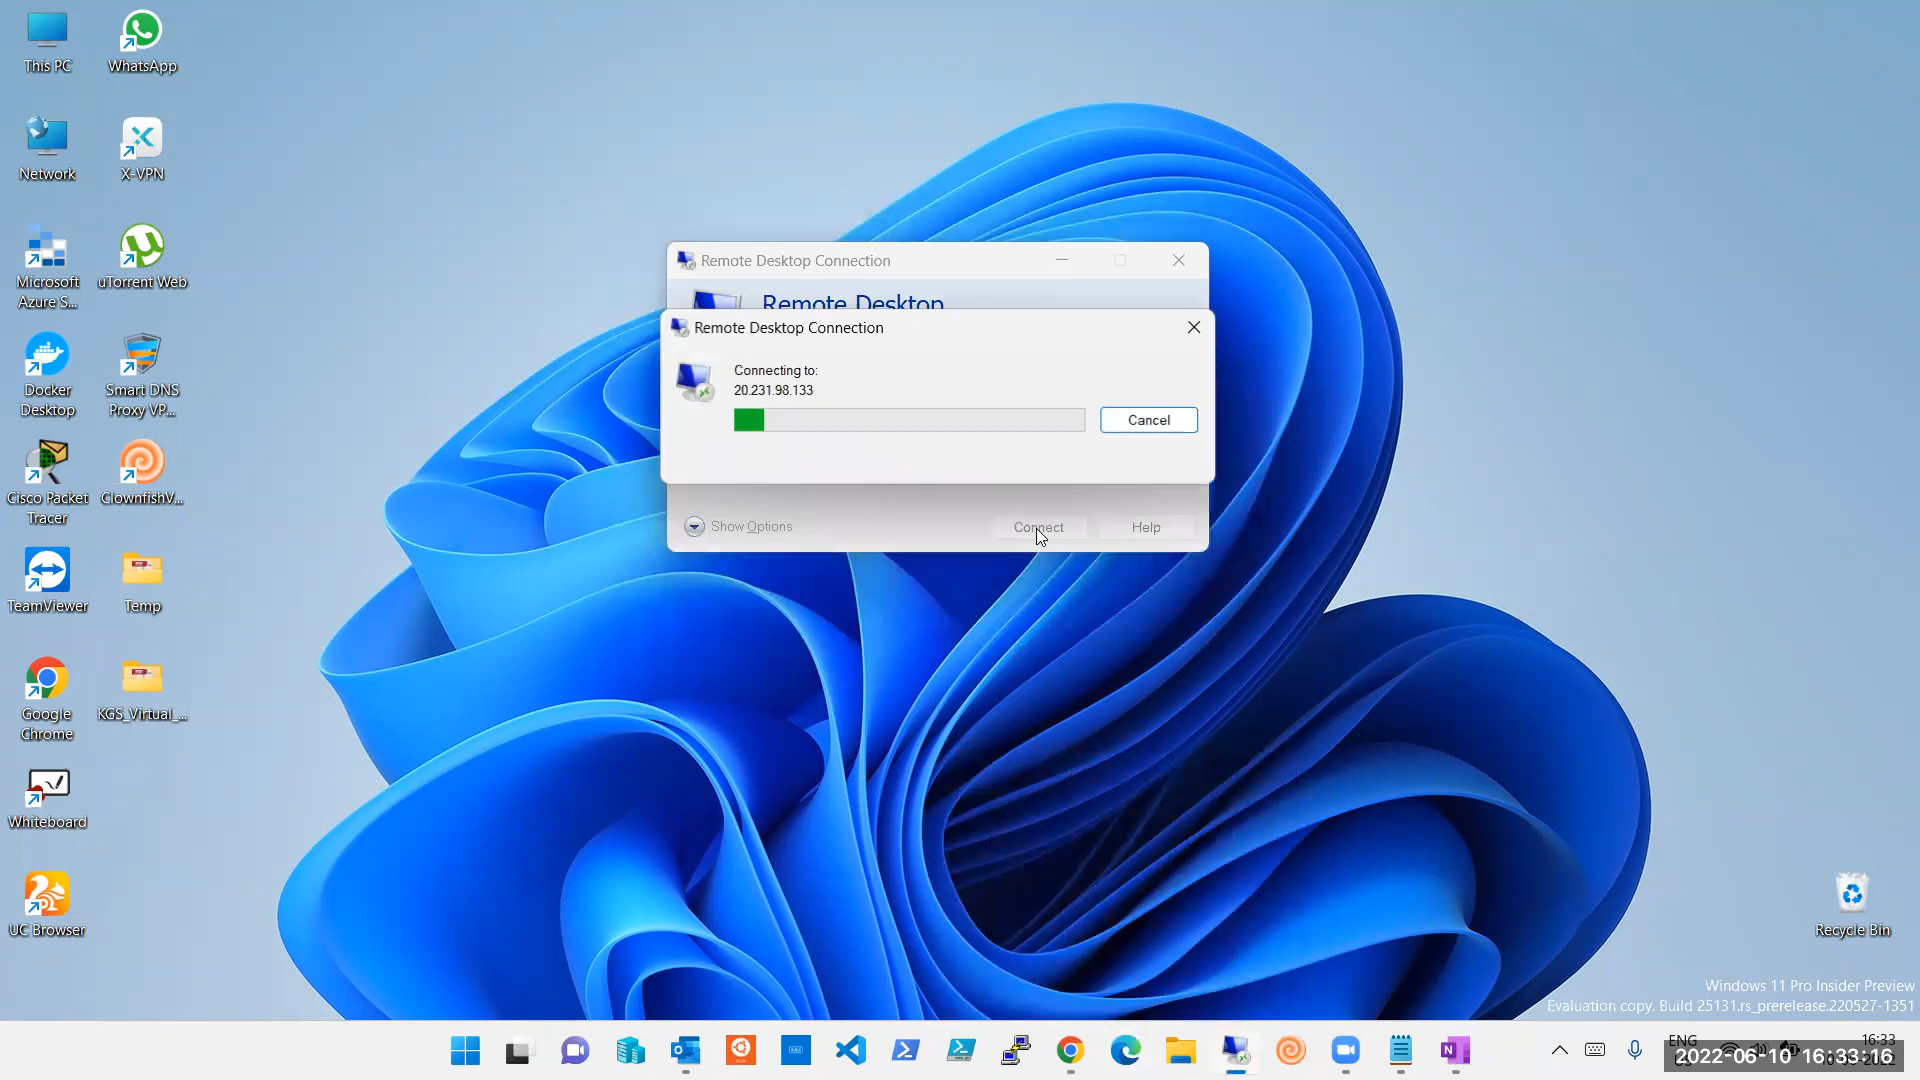 This PC
WhatsApp
Network
X-VPN
Microsoft
Azure S...
uTorrent Web
Docker
Desktop
Smart DNS
Proxy VP...
Cisco Packet
Tracer
ClownfishV...
TeamViewer
Temp
Google
Chrome
KGS_Virtual_...
Whiteboard
UC Browser
Remote Desktop Connection
Remote Desktop
Remote Desktop Connection
Connecting to:
20.231.98.133
Cancel
Show Options
Connect
Help
Recycle Bin
Windows 11 Pro Insider Preview
Evaluation copy. Build 25131.rs_prerelease.220527-1351
ENG
16:33
2022-06-10 16:33:16